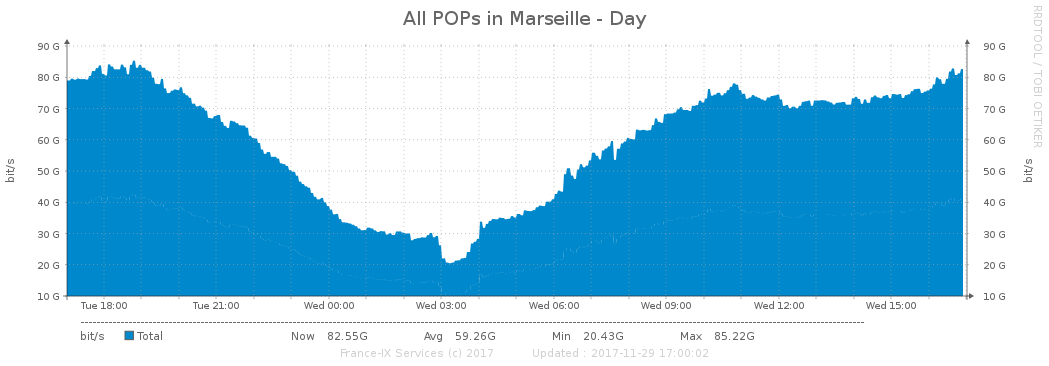 All POPs in Marseille - Day
RRDTOOL / TOBI OETIKER
90 G 90 G
80 G 80 G
70 G 70 G
60 G 60 G
50 G 50 G
40 G 40 G
30 G 30 G
20 G 20 G
10 G 10 G
bit/s bit/s
Tue 18:00 Tue 21:00 Wed 00:00 Wed 03:00 Wed 06:00 Wed 09:00 Wed 12:00 Wed 15:00
bit/s Total Now 82.55G Avg 59.26G Min 20.43G Max 85.22G
France-IX Services (c) 2017 Updated : 2017-11-29 17:00:02